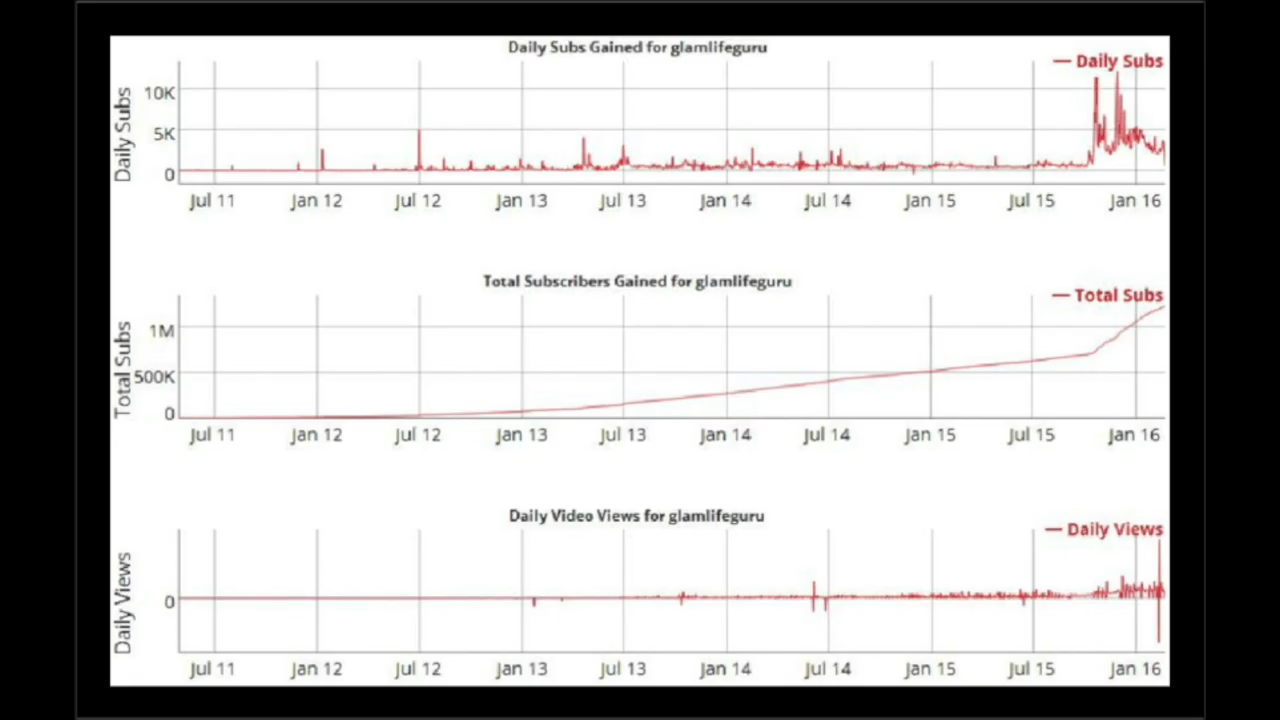 Daily Subs Gained for glamlifeguru
Daily Subs
Daily Subs
10K
5K
0
Jul 11 Jan 12 Jul 12 Jan 13 Jul 13 Jan 14 Jul 14 Jan 15 Jul 15 Jan 16
Total Subscribers Gained for glamlifeguru
Total Subs
Total Subs
1M
500K
0
Jul 11 Jan 12 Jul 12 Jan 13 Jul 13 Jan 14 Jul 14 Jan 15 Jul 15 Jan 16
Daily Video Views for glamlifeguru
Daily Views
Daily Views
0
Jul 11 Jan 12 Jul 12 Jan 13 Jul 13 Jan 14 Jul 14 Jan 15 Jul 15 Jan 16